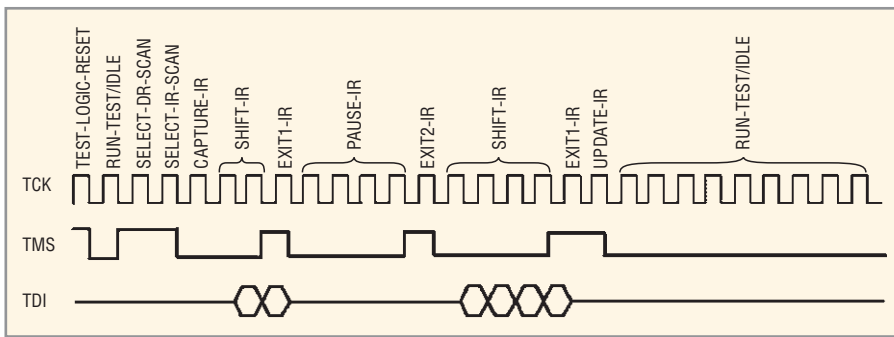 TEST-LOGIC-RESET
RUN-TEST/IDLE
SELECT-DR-SCAN
SELECT-IR-SCAN
CAPTURE-IR
SHIFT-IR
EXIT1-IR
PAUSE-IR
EXIT2-IR
SHIFT-IR
EXIT1-IR
UPDATE-IR
RUN-TEST/IDLE
TCK
TMS
TDI